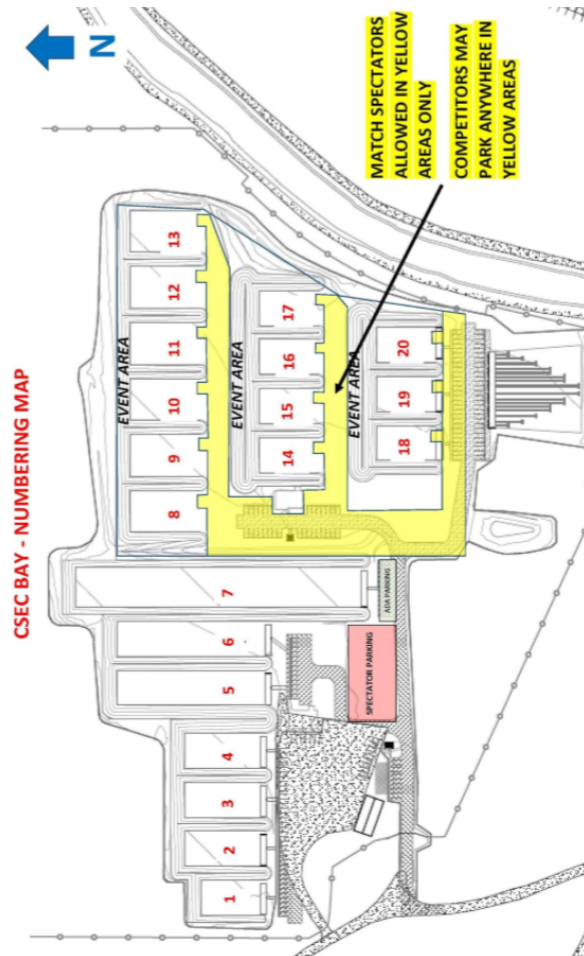 CSEC BAY - NUMBERING MAP
N
EVENT AREA
8
9
10
11
12
13
EVENT AREA
14
15
16
17
EVENT AREA
18
19
20
1
2
3
4
5
6
7
SPECTATOR PARKING
ADA PARKING
MATCH SPECTATORS
ALLOWED IN YELLOW
AREAS ONLY
COMPETITORS MAY
PARK ANYWHERE IN
YELLOW AREAS